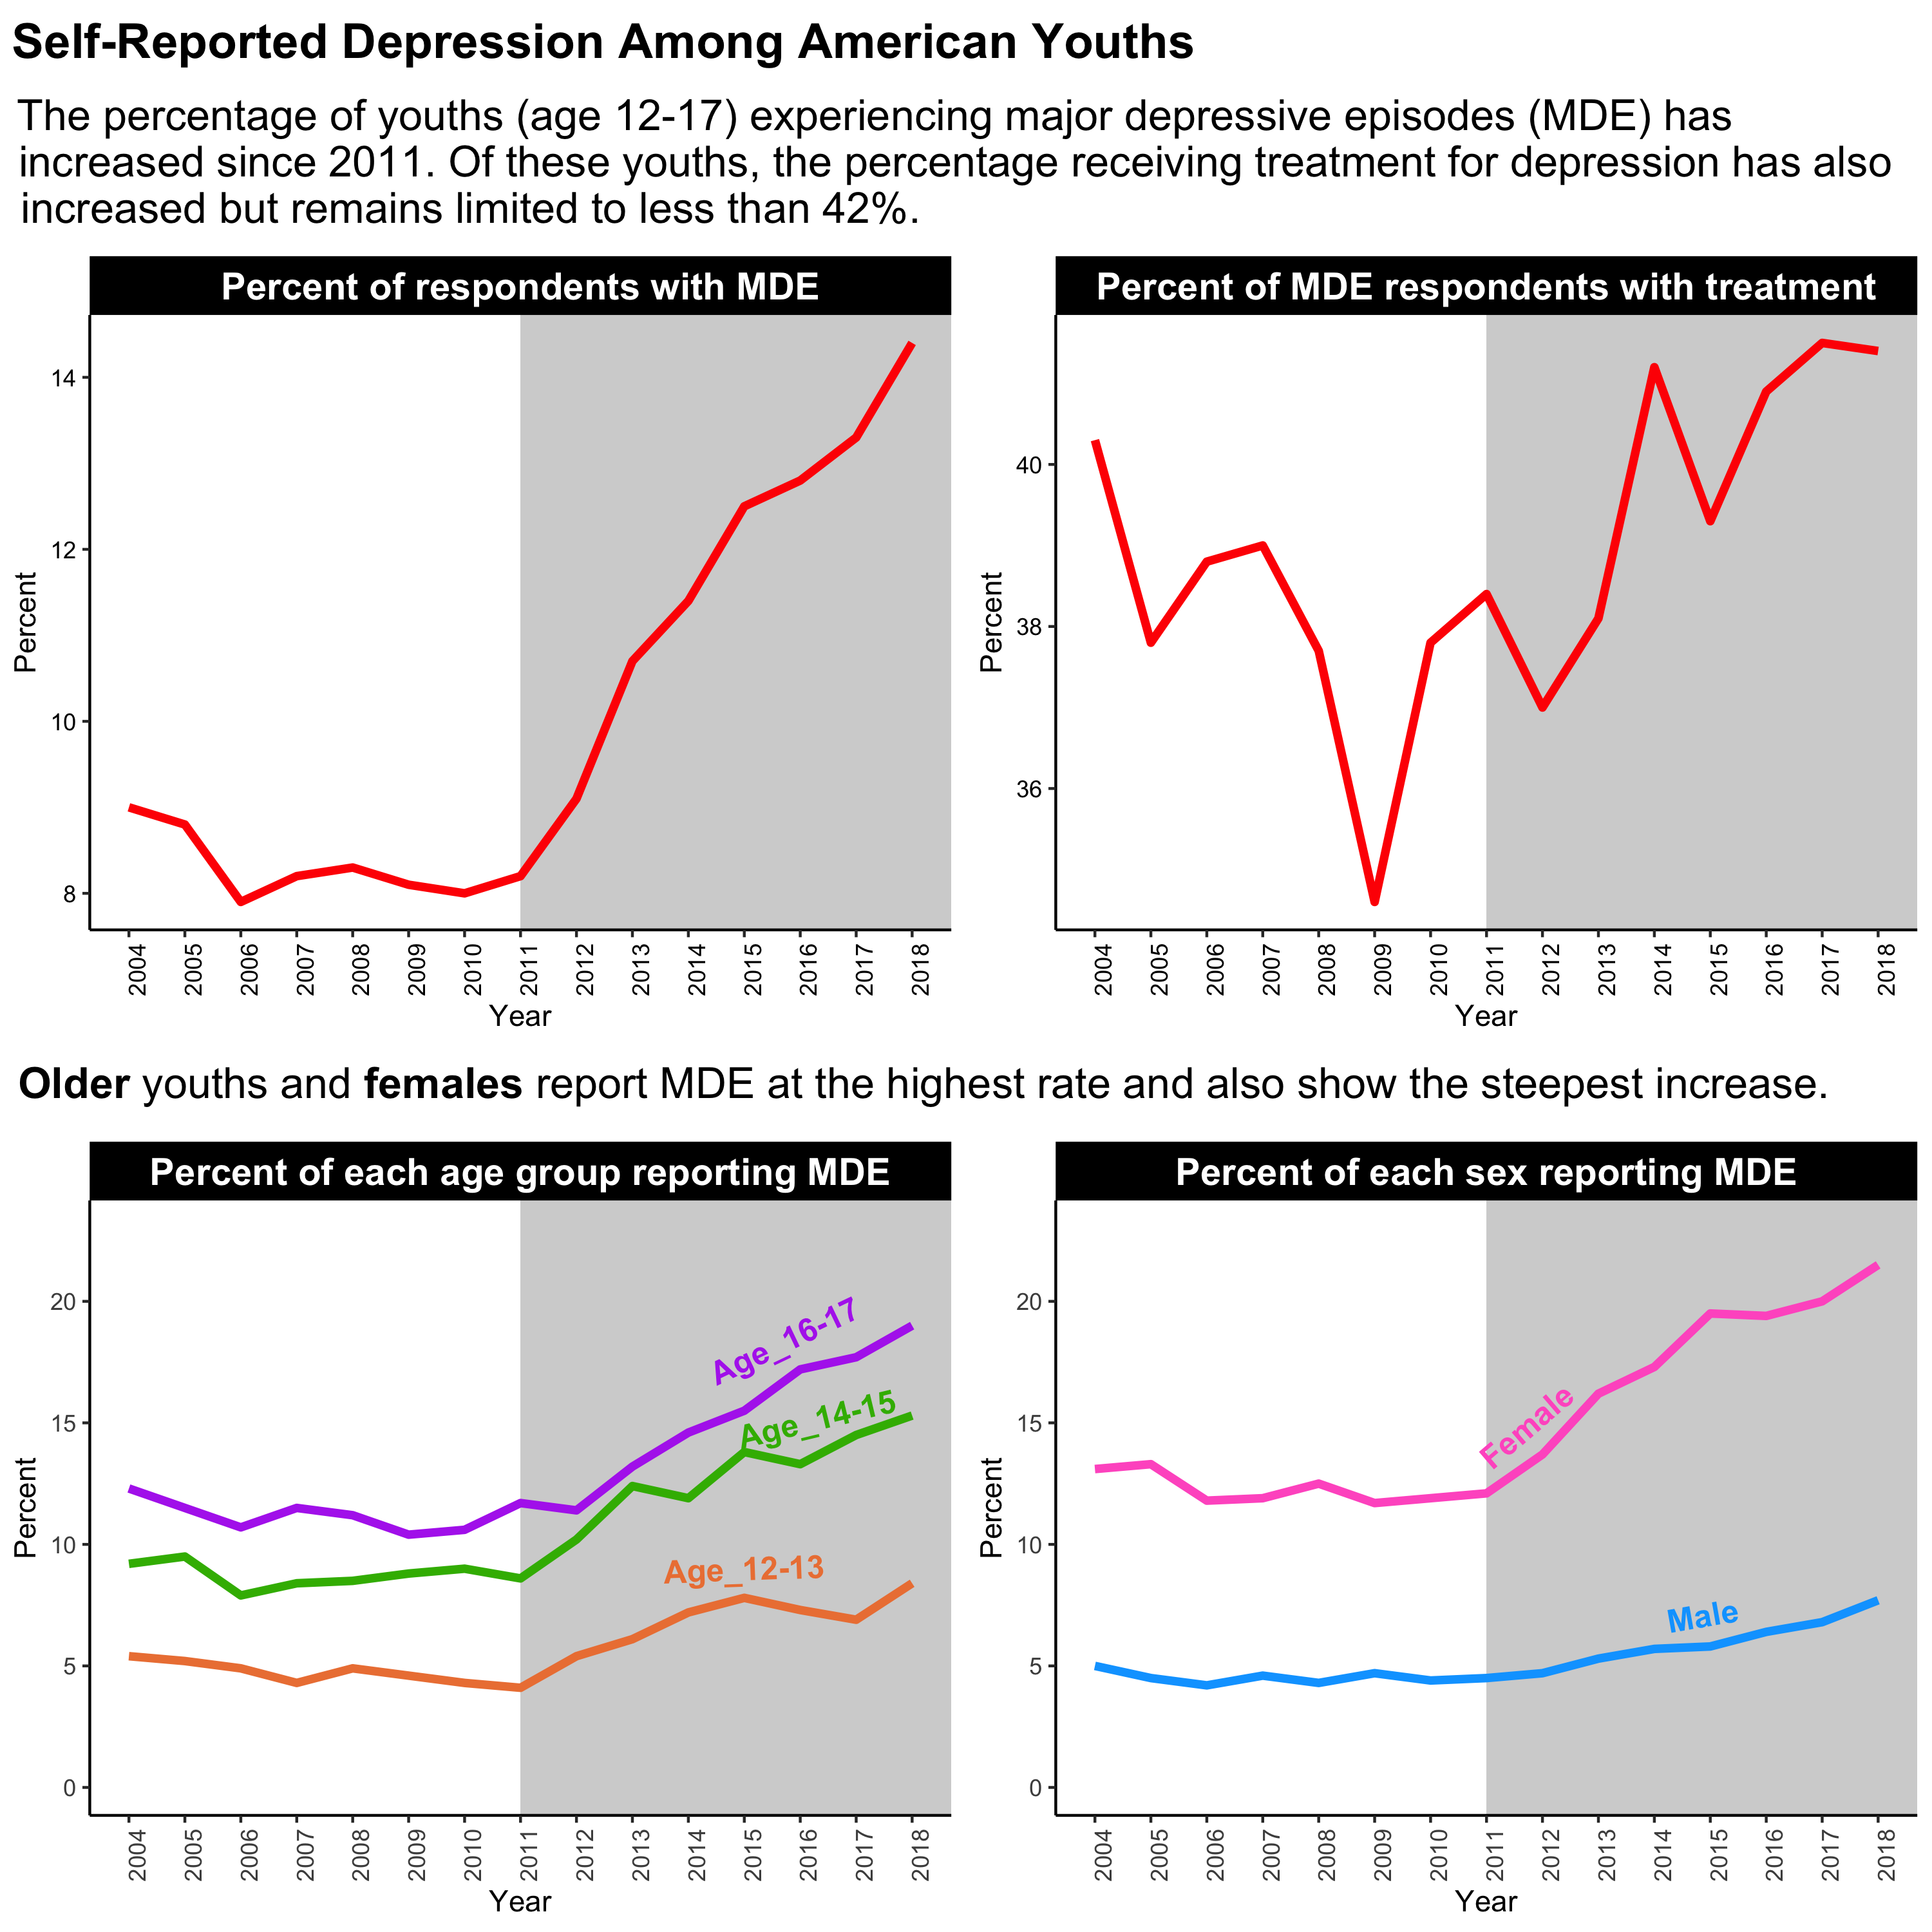 Self-Reported Depression Among American Youths
The percentage of youths (age 12-17) experiencing major depressive episodes (MDE) has
increased since 2011. Of these youths, the percentage receiving treatment for depression has also
increased but remains limited to less than 42%.
Percent of respondents with MDE
Percent
14
12
10
8
2004 2005 2006 2007 2008 2009 2010 2011 2012 2013 2014 2015 2016 2017 2018
Year
Percent of MDE respondents with treatment
Percent
40
38
36
2004 2005 2006 2007 2008 2009 2010 2011 2012 2013 2014 2015 2016 2017 2018
Year
Older youths and females report MDE at the highest rate and also show the steepest increase.
Percent of each age group reporting MDE
Percent
20
15
10
5
0
Age_16-17
Age_14-15
Age_12-13
2004 2005 2006 2007 2008 2009 2010 2011 2012 2013 2014 2015 2016 2017 2018
Year
Percent of each sex reporting MDE
Percent
20
15
10
5
0
Female
Male
2004 2005 2006 2007 2008 2009 2010 2011 2012 2013 2014 2015 2016 2017 2018
Year